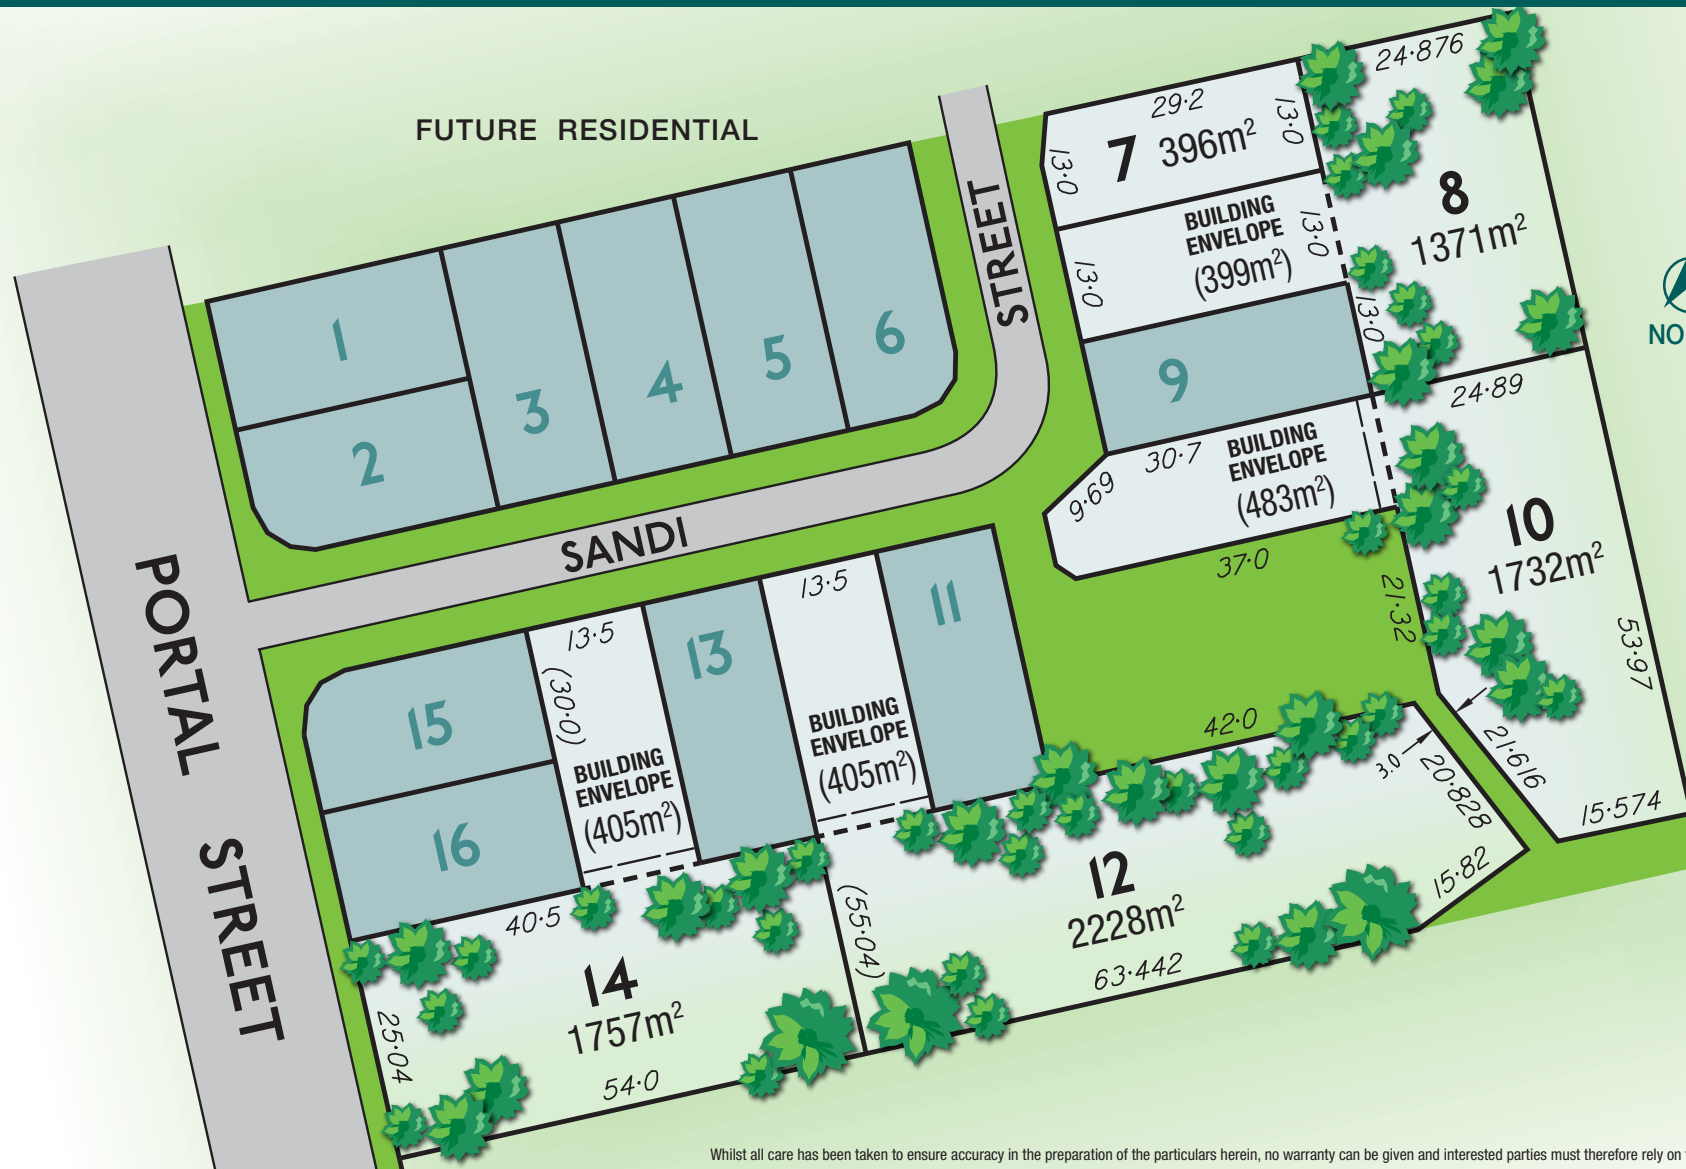 FUTURE RESIDENTIAL
24·876
29·2
13·0
13·0
7 396m²
8
1371m²
BUILDING
ENVELOPE
(399m²)
13·0
13·0
13·0
STREET
NO
1
2
3
4
5
6
9
24·89
30·7
BUILDING
ENVELOPE
(483m²)
9·69
37·0
10
1732m²
21·32
53·97
21·616
15·574
SANDI
PORTAL STREET
13·5
13·5
11
13
15
16
(30·0)
BUILDING
ENVELOPE
(405m²)
BUILDING
ENVELOPE
(405m²)
42·0
3.0
20·828
15·82
12
2228m²
(55·04)
63·442
40·5
14
1757m²
25·04
54·0
Whilst all care has been taken to ensure accuracy in the preparation of the particulars herein, no warranty can be given and interested parties must therefore rely on